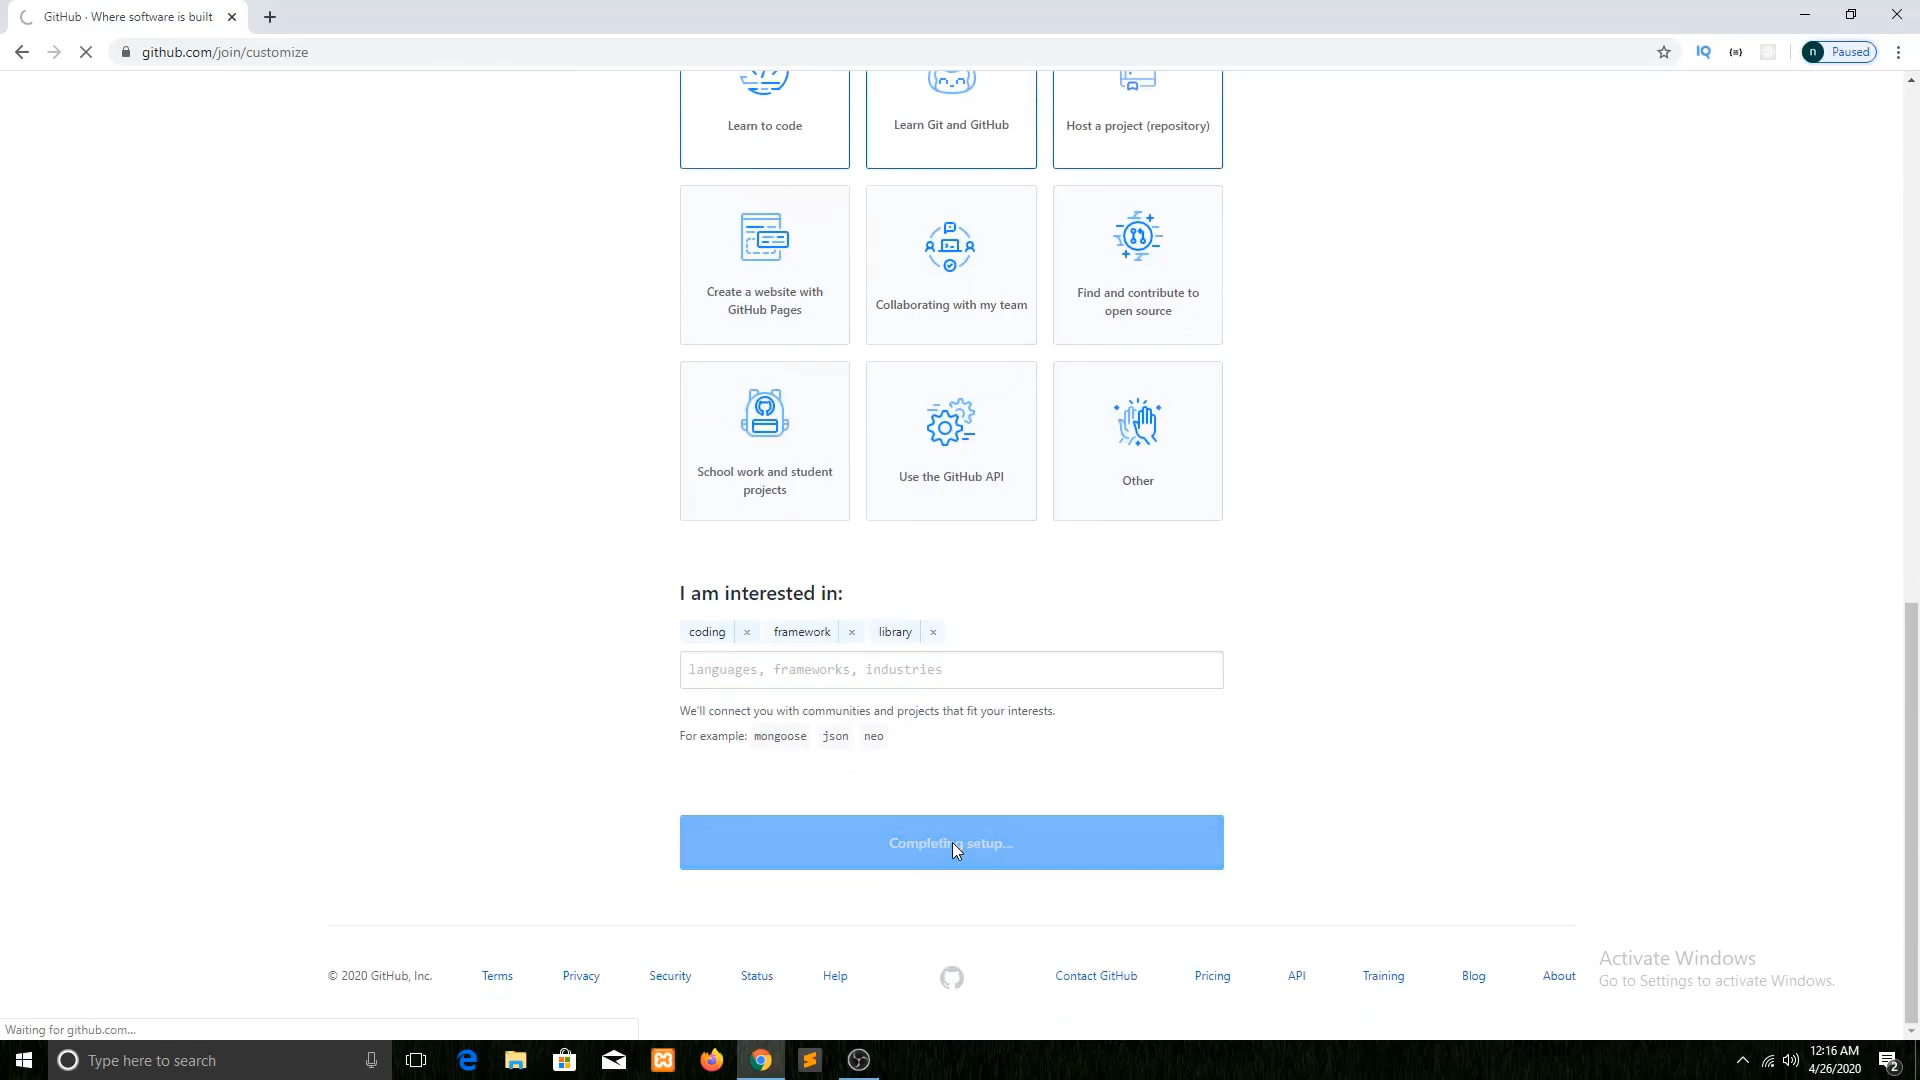 GitHub · Where software is built
github.com/join/customize
IQ
n Paused
Learn to code
Learn Git and GitHub
Host a project (repository)
Create a website with
GitHub Pages
Collaborating with my team
Find and contribute to
open source
School work and student
projects
Use the GitHub API
Other
I am interested in:
coding × framework × library ×
languages, frameworks, industries
We'll connect you with communities and projects that fit your interests.
For example: mongoose json neo
Completing setup...
© 2020 GitHub, Inc. Terms Privacy Security Status Help Contact GitHub Pricing API Training Blog About
Activate Windows
Go to Settings to activate Windows.
Waiting for github.com...
Type here to search
12:16 AM
4/26/2020
2